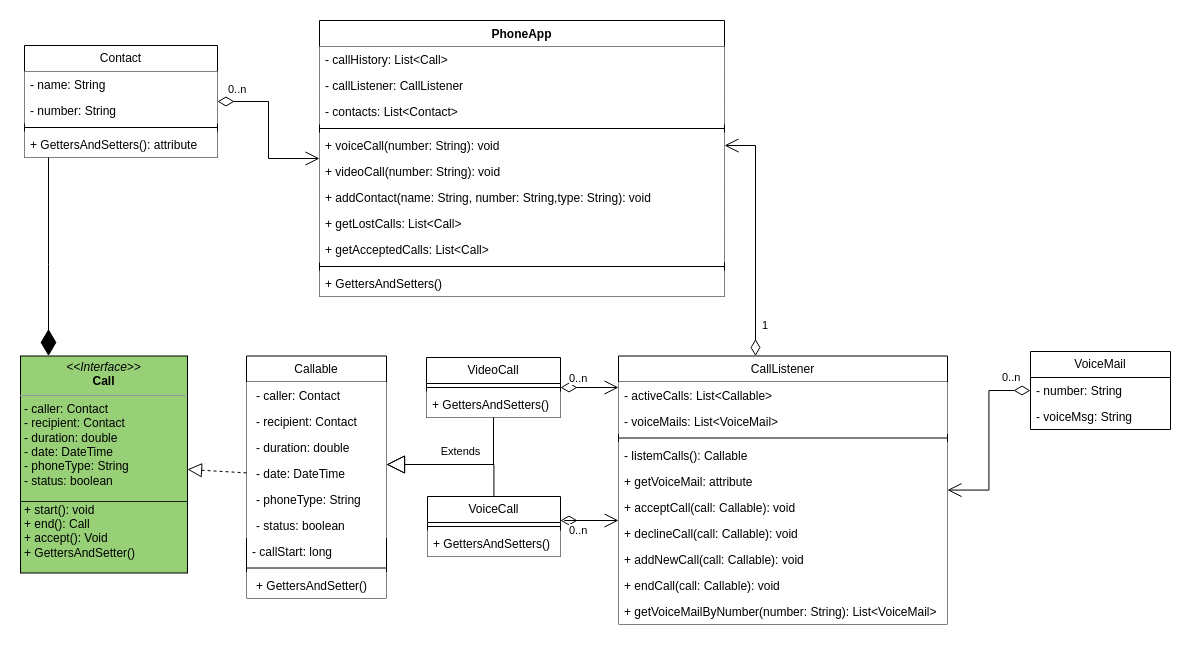 PhoneApp
- callHistory: List<Call>
- callListener: CallListener
- contacts: List<Contact>
+ voiceCall(number: String): void
+ videoCall(number: String): void
+ addContact(name: String, number: String,type: String): void
+ getLostCalls: List<Call>
+ getAcceptedCalls: List<Call>
+ GettersAndSetters()
Contact
- name: String
- number: String
+ GettersAndSetters(): attribute
0..n
1
<<Interface>>
Call
- caller: Contact
- recipient: Contact
- duration: double
- date: DateTime
- phoneType: String
- status: boolean
+ start(): void
+ end(): Call
+ accept(): Void
+ GettersAndSetter()
Callable
- caller: Contact
- recipient: Contact
- duration: double
- date: DateTime
- phoneType: String
- status: boolean
- callStart: long
+ GettersAndSetter()
VideoCall
+ GettersAndSetters()
0..n
Extends
VoiceCall
+ GettersAndSetters()
0..n
CallListener
- activeCalls: List<Callable>
- voiceMails: List<VoiceMail>
- listemCalls(): Callable
+ getVoiceMail: attribute
+ acceptCall(call: Callable): void
+ declineCall(call: Callable): void
+ addNewCall(call: Callable): void
+ endCall(call: Callable): void
+ getVoiceMailByNumber(number: String): List<VoiceMail>
0..n
VoiceMail
- number: String
- voiceMsg: String